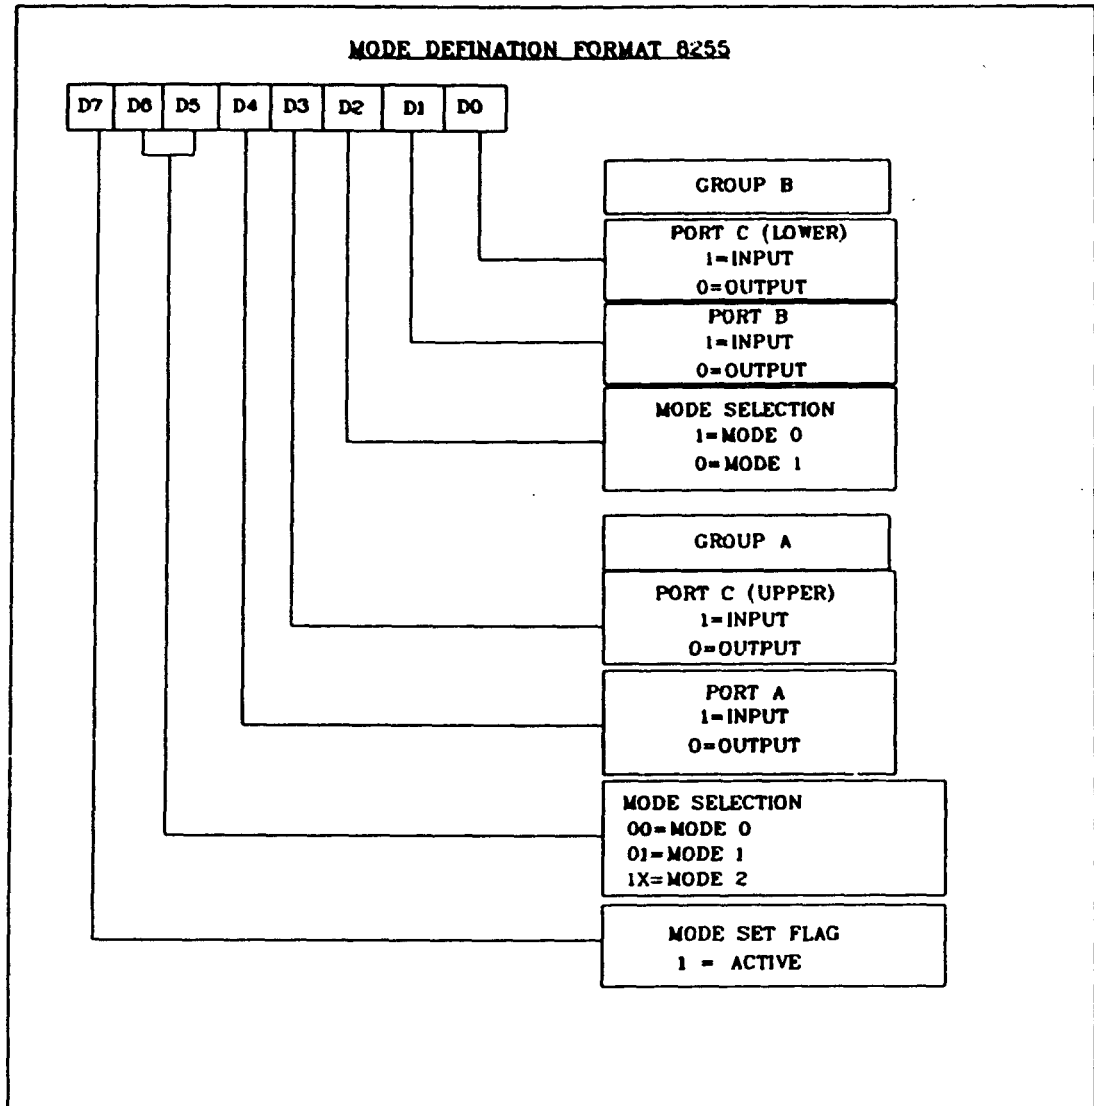 MODE DEFINATION FORMAT 8255
D7 D6 D5 D4 D3 D2 D1 D0
GROUP B
PORT C (LOWER)
1=INPUT
0=OUTPUT
PORT B
1=INPUT
0=OUTPUT
MODE SELECTION
1=MODE 0
0=MODE 1
GROUP A
PORT C (UPPER)
1=INPUT
0=OUTPUT
PORT A
1=INPUT
0=OUTPUT
MODE SELECTION
00=MODE 0
01=MODE 1
1X=MODE 2
MODE SET FLAG
1 = ACTIVE